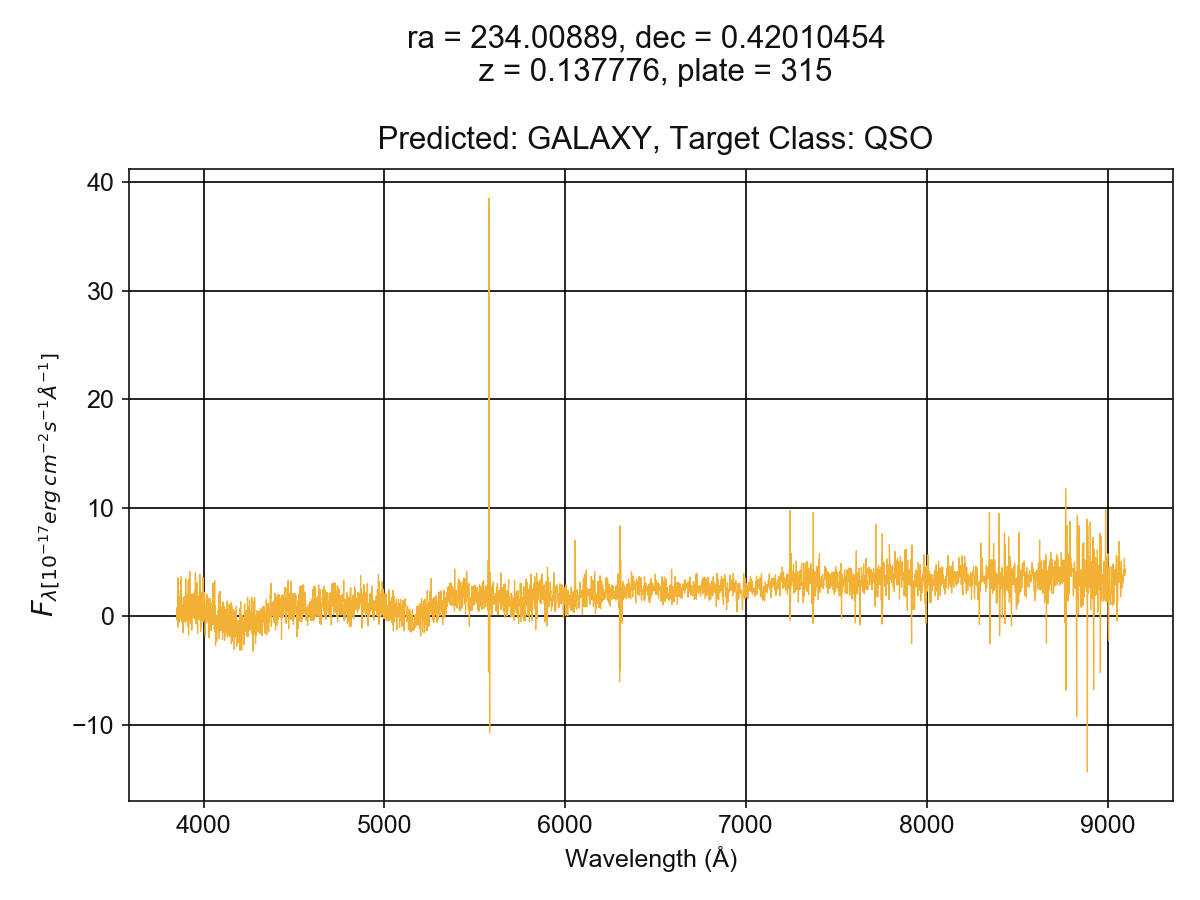 ra = 234.00889, dec = 0.42010454
z = 0.137776, plate = 315
Predicted: GALAXY, Target Class: QSO
40
30
20
10
0
−10
F_λ[10^−17 erg cm^−2 s^−1 Å^−1]
4000 5000 6000 7000 8000 9000
Wavelength (Å)